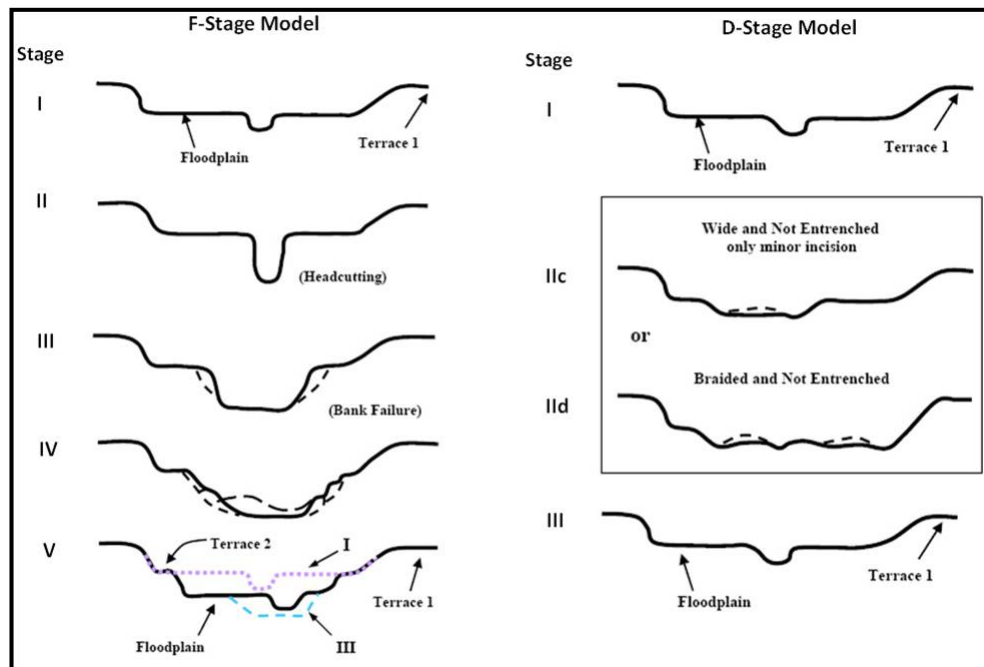 F-Stage Model
Stage
I
Floodplain
Terrace 1
II
(Headcutting)
III
(Bank Failure)
IV
V
Terrace 2
I
Terrace 1
Floodplain
III
D-Stage Model
Stage
I
Floodplain
Terrace 1
Wide and Not Entrenched
only minor incision
IIc
or
Braided and Not Entrenched
IId
III
Terrace 1
Floodplain